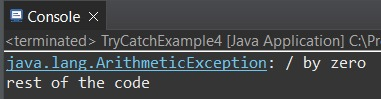 Console
<terminated> TryCatchExample4 [Java Application] C:\Pr
java.lang.ArithmeticException: / by zero
rest of the code